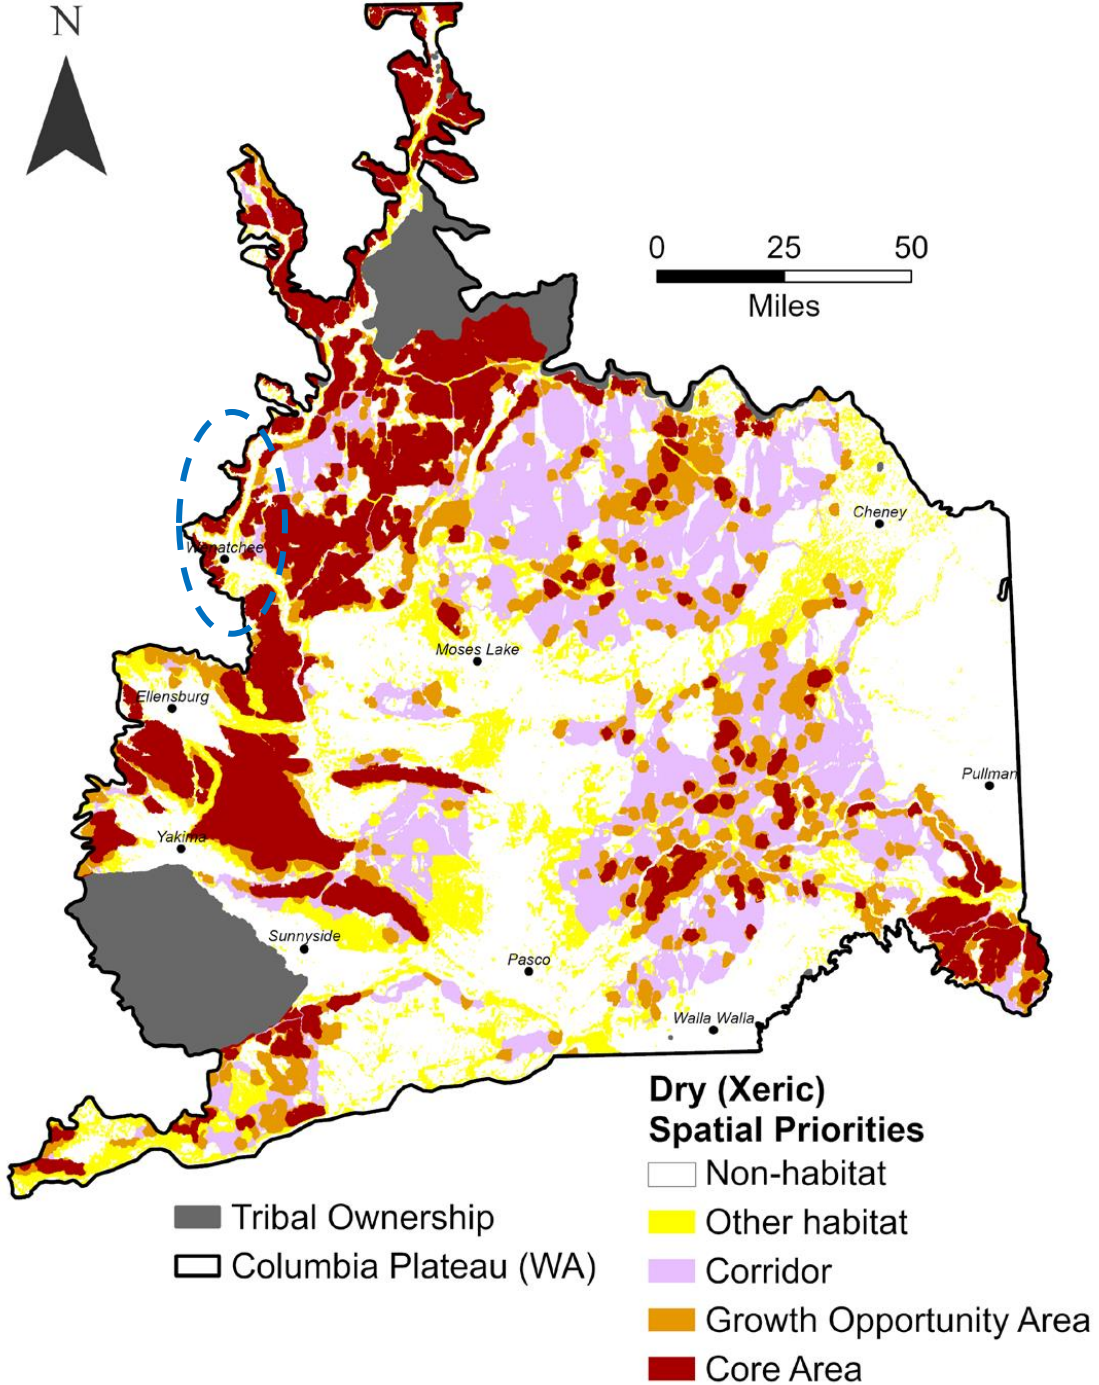 N
0 25 50
Miles
Cheney
Wenatchee
Moses Lake
Ellensburg
Pullman
Yakima
Sunnyside
Pasco
Walla Walla
Dry (Xeric)
Spatial Priorities
Non-habitat
Other habitat
Corridor
Growth Opportunity Area
Core Area
Tribal Ownership
Columbia Plateau (WA)